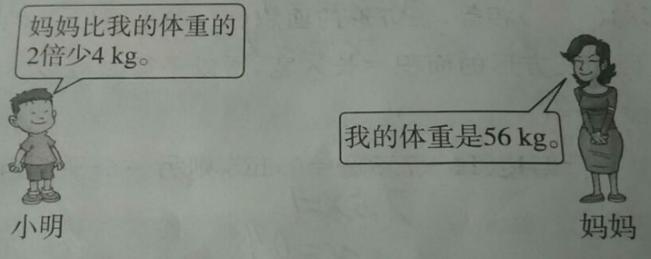 妈妈比我的体重的
2倍少4 kg。
我的体重是56 kg。
小明
妈妈